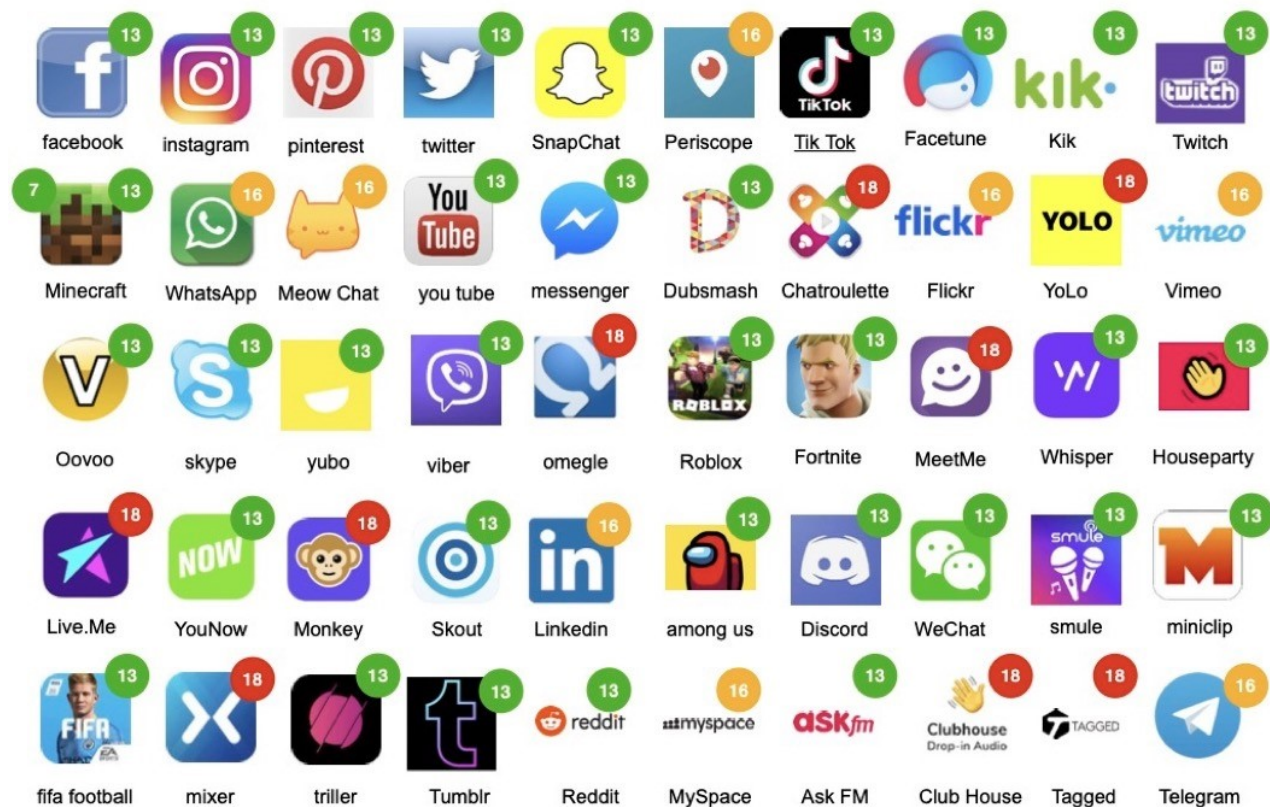 13 13 13 13 13 16 13 13 13 13
f TikTok kik twitch
facebook instagram pinterest twitter SnapChat Periscope Tik Tok Facetune Kik Twitch
7 13 16 16 13 13 13 18 16 18 16
You Tube D flickr YOLO vimeo
Minecraft WhatsApp Meow Chat you tube messenger Dubsmash Chatroulette Flickr YoLo Vimeo
13 13 13 13 18 13 13 18 13 13
V S ROBLOX
Oovoo skype yubo viber omegle Roblox Fortnite MeetMe Whisper Houseparty
18 13 18 13 16 13 13 13 13 13
NOW in smule M
Live.Me YouNow Monkey Skout Linkedin among us Discord WeChat smule miniclip
13 18 13 13 13 16 13 18 18 16
FIFA EA SPORTS t reddit myspace askfm Clubhouse Drop-in Audio TAGGED
fifa football mixer triller Tumblr Reddit MySpace Ask FM Club House Tagged Telegram